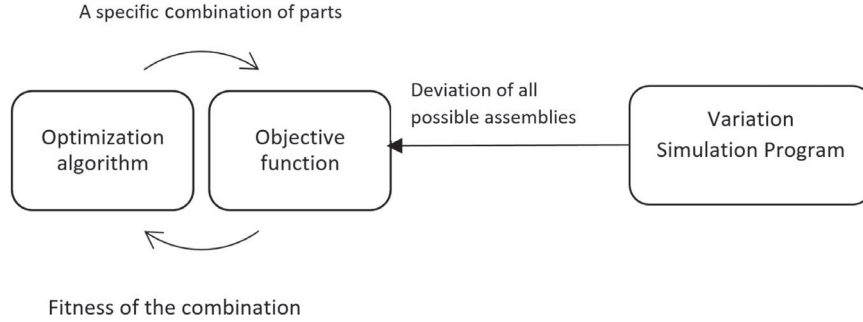 A specific combination of parts
Optimization
algorithm
Objective
function
Deviation of all
possible assemblies
Variation
Simulation Program
Fitness of the combination